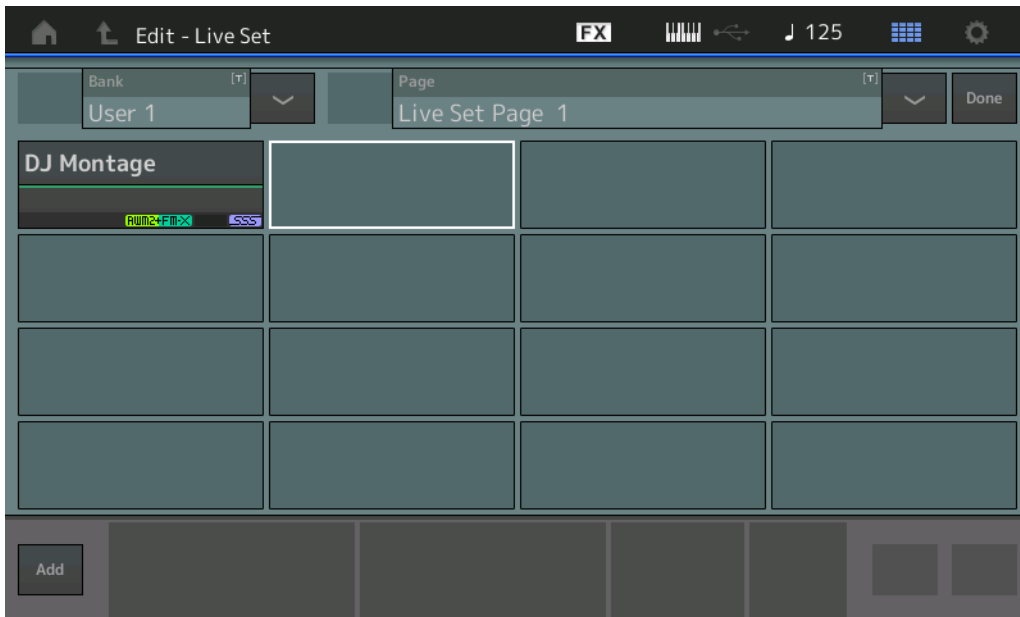 Edit - Live Set
FX
♩ 125
Bank [T]
User 1
Page [T]
Live Set Page 1
Done
DJ Montage
AWM2+FM-X SSS
Add